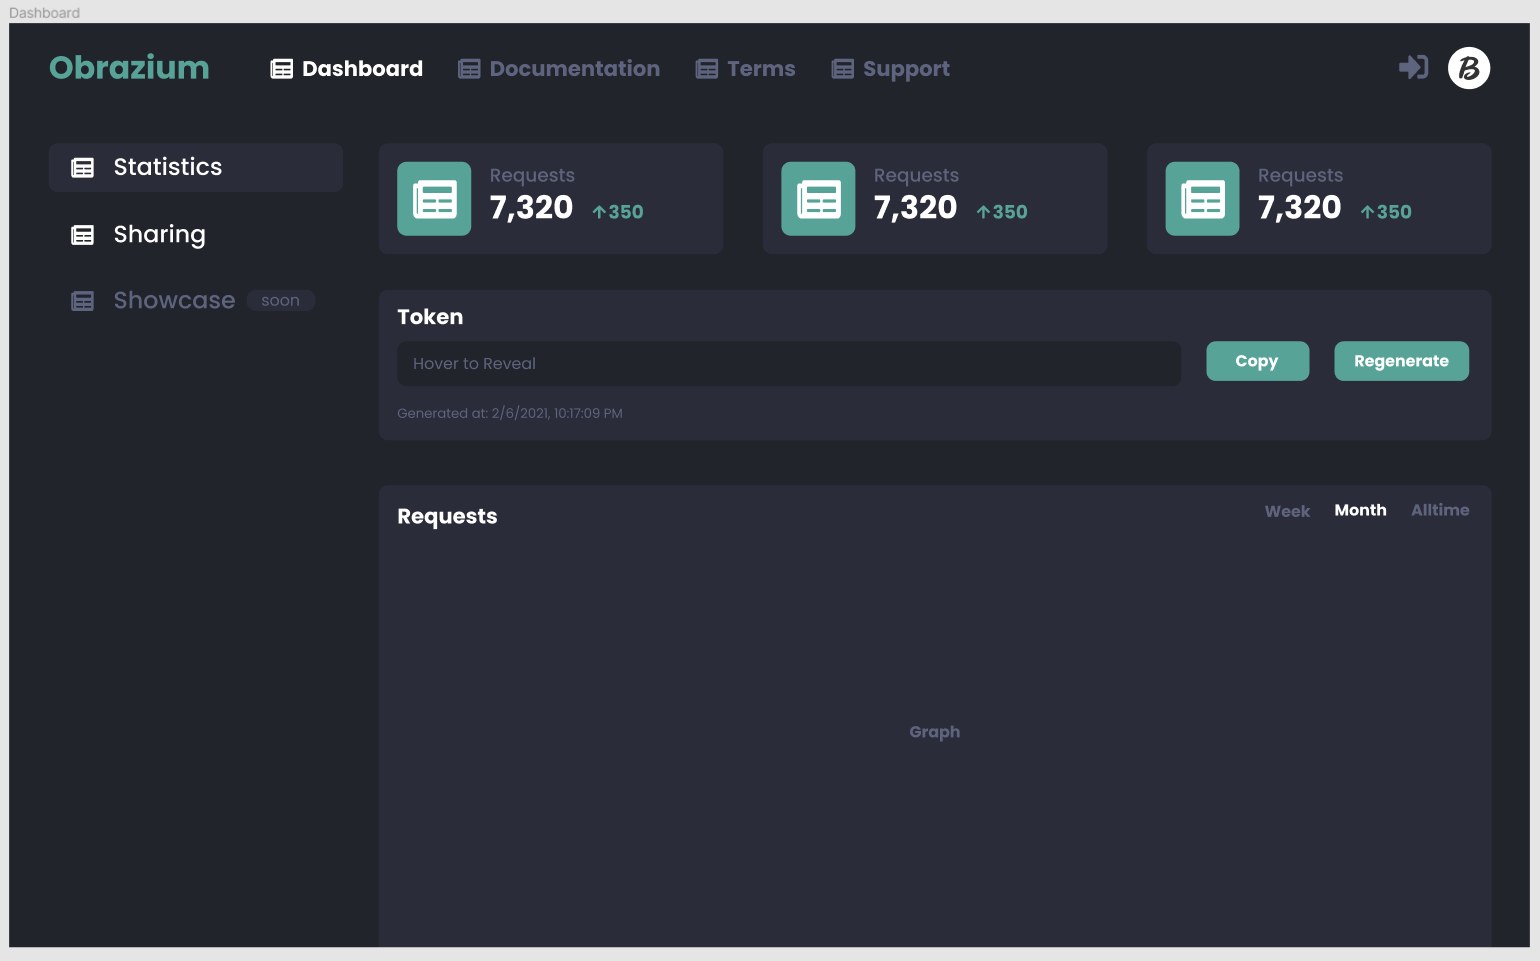 Dashboard
Obrazium
Dashboard
Documentation
Terms
Support
B
Statistics
Sharing
Showcase soon
Requests
7,320 ↑350
Requests
7,320 ↑350
Requests
7,320 ↑350
Token
Hover to Reveal
Copy
Regenerate
Generated at: 2/6/2021, 10:17:09 PM
Requests
Week Month Alltime
Graph